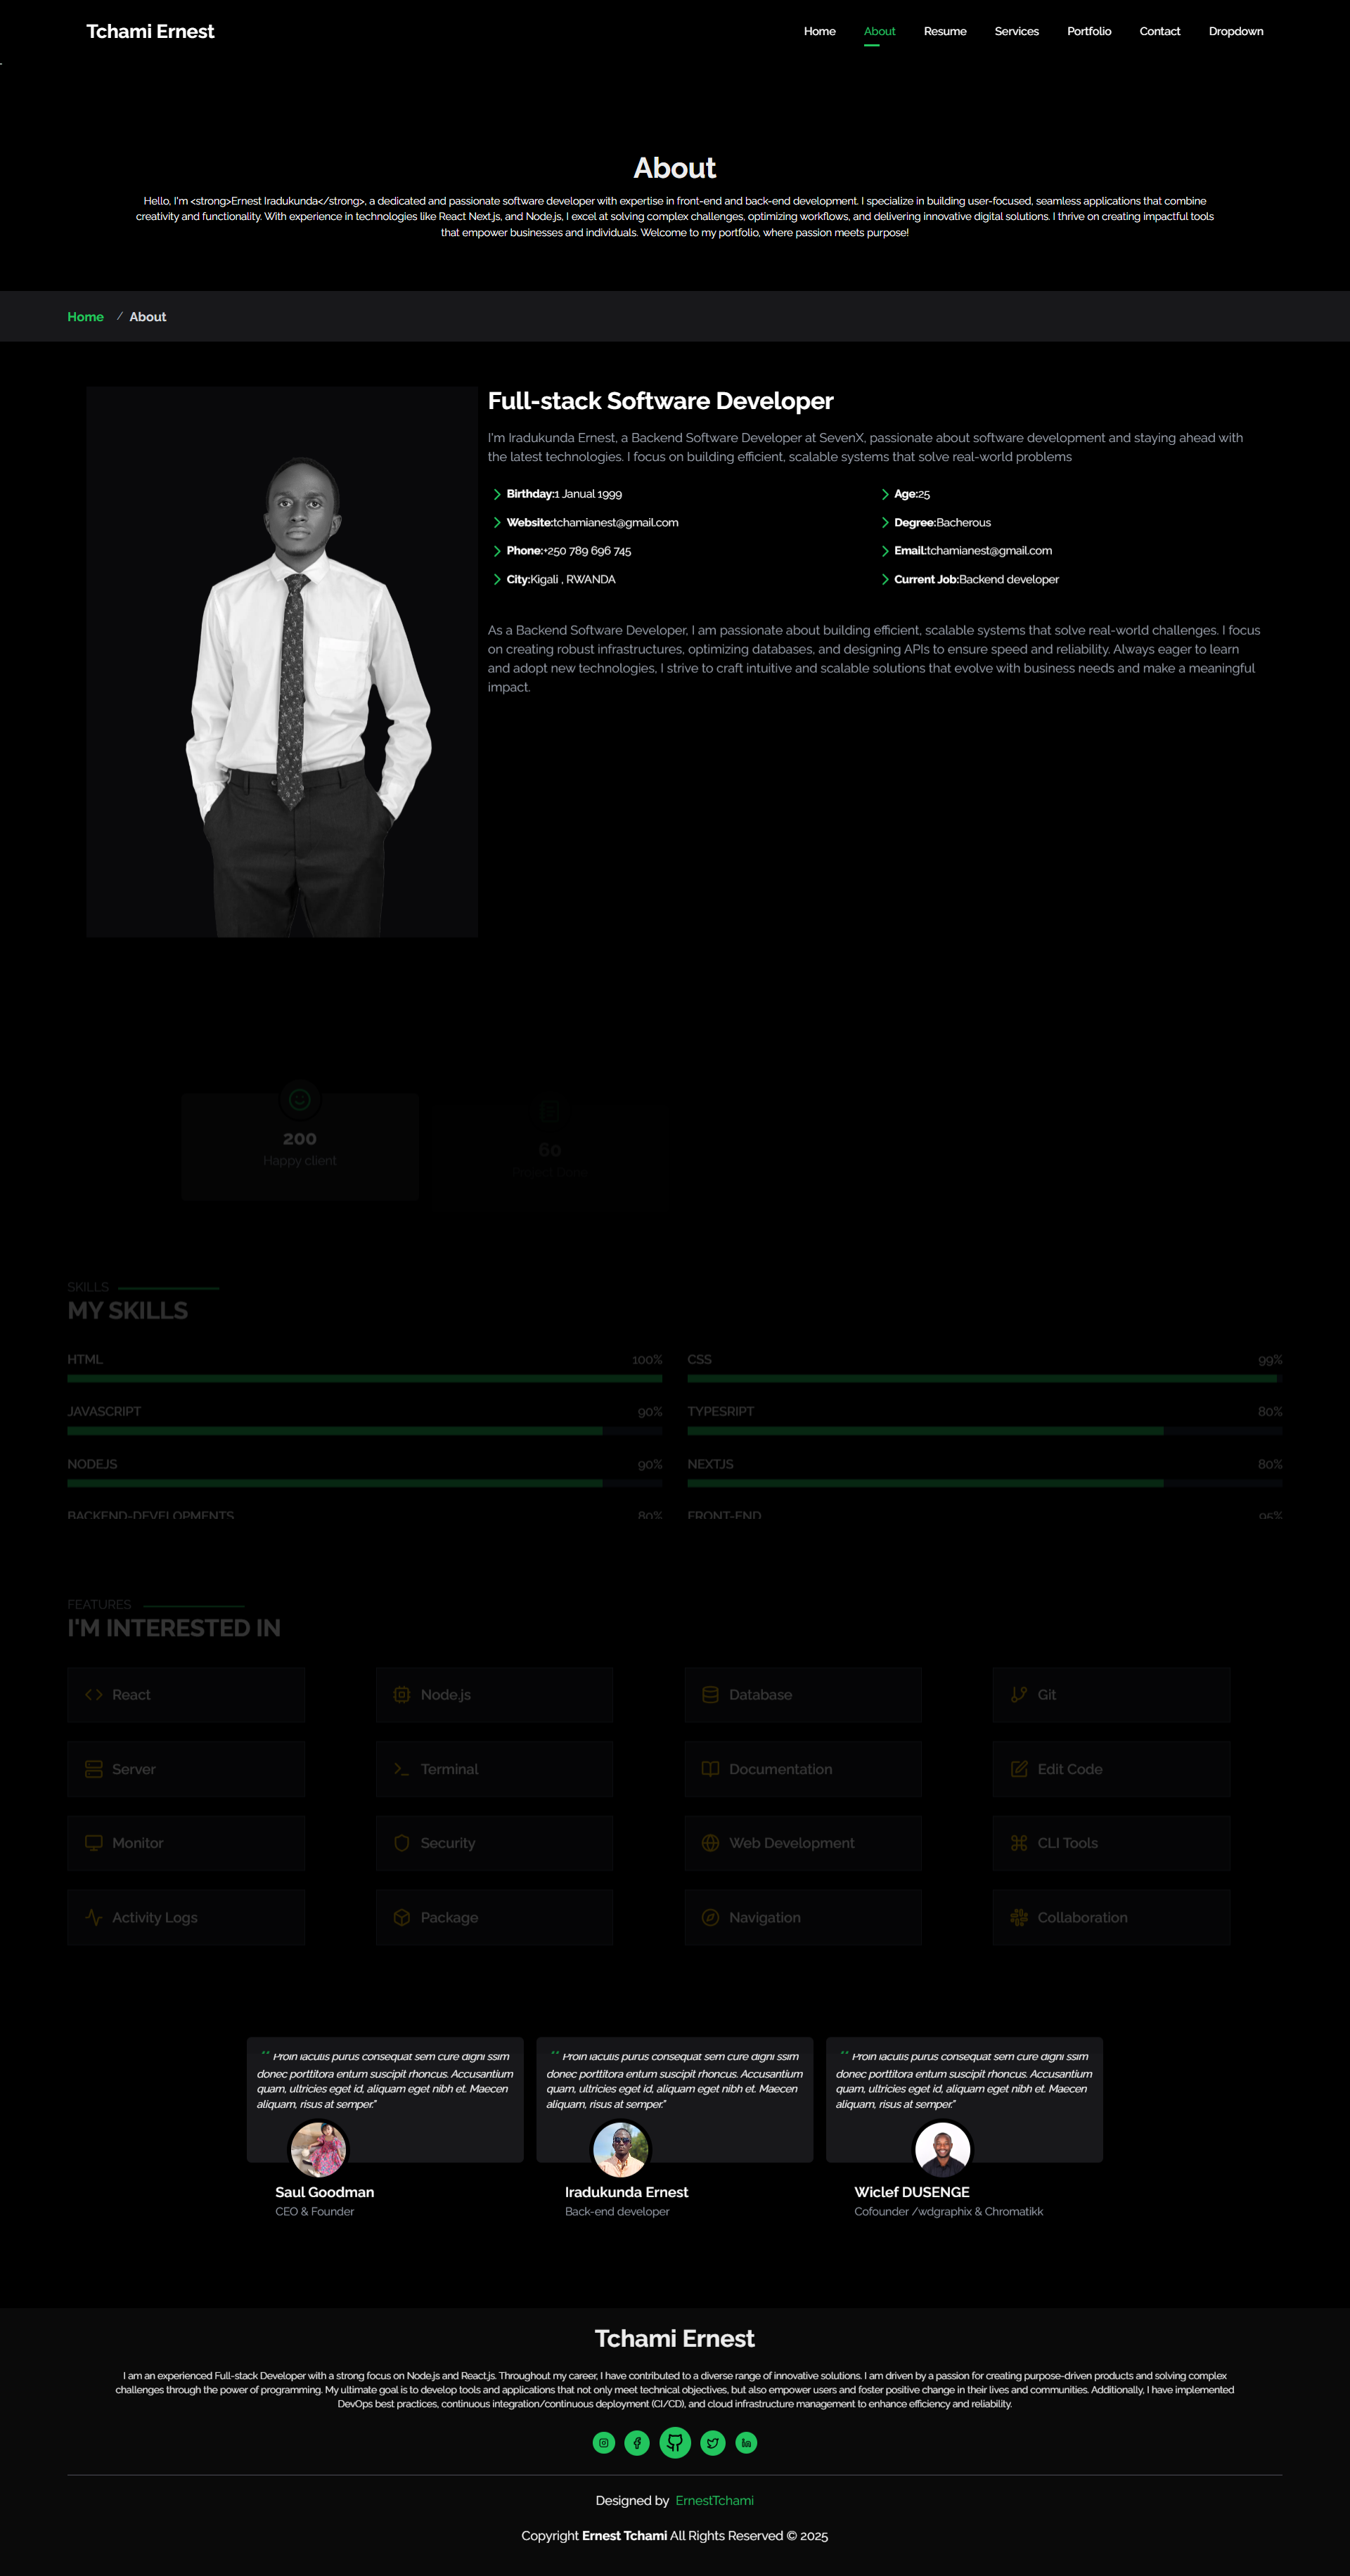 Tchami Ernest
Home About Resume Services Portfolio Contact Dropdown
About
Hello, I'm <strong>Ernest Iradukunda</strong>, a dedicated and passionate software developer with expertise in front-end and back-end development. I specialize in building user-focused, seamless applications that combine
creativity and functionality. With experience in technologies like React Next.js, and Node.js, I excel at solving complex challenges, optimizing workflows, and delivering innovative digital solutions. I thrive on creating impactful tools
that empower businesses and individuals. Welcome to my portfolio, where passion meets purpose!
Home / About
Full-stack Software Developer
I'm Iradukunda Ernest, a Backend Software Developer at SevenX, passionate about software development and staying ahead with
the latest technologies. I focus on building efficient, scalable systems that solve real-world problems
Birthday:1 Janual 1999
Age:25
Website:tchamianest@gmail.com
Degree:Bacherous
Phone:+250 789 696 745
Email:tchamianest@gmail.com
City:Kigali , RWANDA
Current Job:Backend developer
As a Backend Software Developer, I am passionate about building efficient, scalable systems that solve real-world challenges. I focus
on creating robust infrastructures, optimizing databases, and designing APIs to ensure speed and reliability. Always eager to learn
and adopt new technologies, I strive to craft intuitive and scalable solutions that evolve with business needs and make a meaningful
impact.
200
Happy client
60
Project Done
SKILLS
MY SKILLS
HTML 100%
CSS 99%
JAVASCRIPT 90%
TYPESRIPT 80%
NODEJS 90%
NEXTJS 80%
BACKEND-DEVELOPMENTS 80%
FRONT-END 95%
FEATURES
I'M INTERESTED IN
React
Node.js
Database
Git
Server
Terminal
Documentation
Edit Code
Monitor
Security
Web Development
CLI Tools
Activity Logs
Package
Navigation
Collaboration
" Proin iaculis purus consequat sem cure digni ssim
donec porttitora entum suscipit rhoncus. Accusantium
quam, ultricies eget id, aliquam eget nibh et. Maecen
aliquam, risus at semper."
Saul Goodman
CEO & Founder
" Proin iaculis purus consequat sem cure digni ssim
donec porttitora entum suscipit rhoncus. Accusantium
quam, ultricies eget id, aliquam eget nibh et. Maecen
aliquam, risus at semper."
Iradukunda Ernest
Back-end developer
" Proin iaculis purus consequat sem cure digni ssim
donec porttitora entum suscipit rhoncus. Accusantium
quam, ultricies eget id, aliquam eget nibh et. Maecen
aliquam, risus at semper."
Wiclef DUSENGE
Cofounder /wdgraphix & Chromatikk
Tchami Ernest
I am an experienced Full-stack Developer with a strong focus on Node.js and React.js. Throughout my career, I have contributed to a diverse range of innovative solutions. I am driven by a passion for creating purpose-driven products and solving complex
challenges through the power of programming. My ultimate goal is to develop tools and applications that not only meet technical objectives, but also empower users and foster positive change in their lives and communities. Additionally, I have implemented
DevOps best practices, continuous integration/continuous deployment (CI/CD), and cloud infrastructure management to enhance efficiency and reliability.
Designed by ErnestTchami
Copyright Ernest Tchami All Rights Reserved © 2025